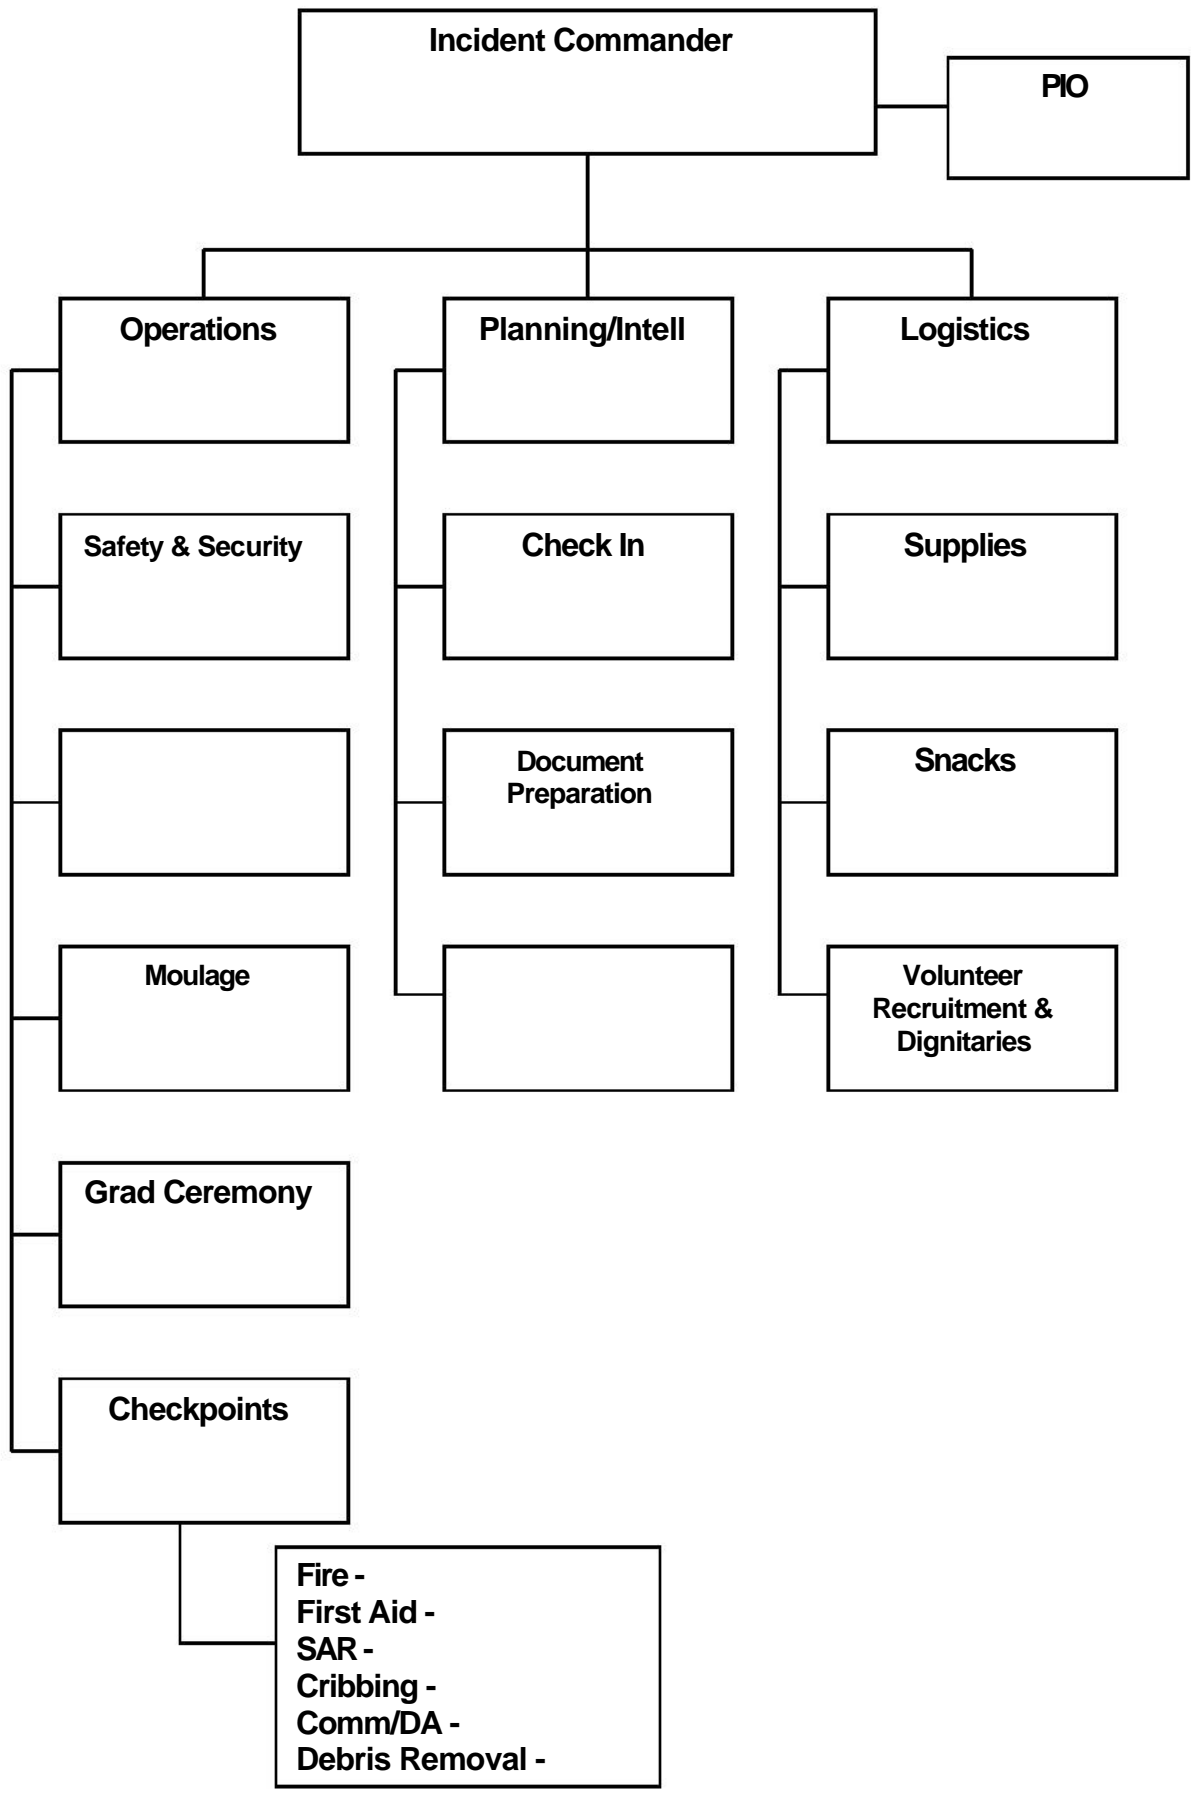 Incident Commander
PIO
Operations
Planning/Intell
Logistics
Safety & Security
Check In
Supplies
Document
Preparation
Snacks
Moulage
Volunteer
Recruitment &
Dignitaries
Grad Ceremony
Checkpoints
Fire -
First Aid -
SAR -
Cribbing -
Comm/DA -
Debris Removal -